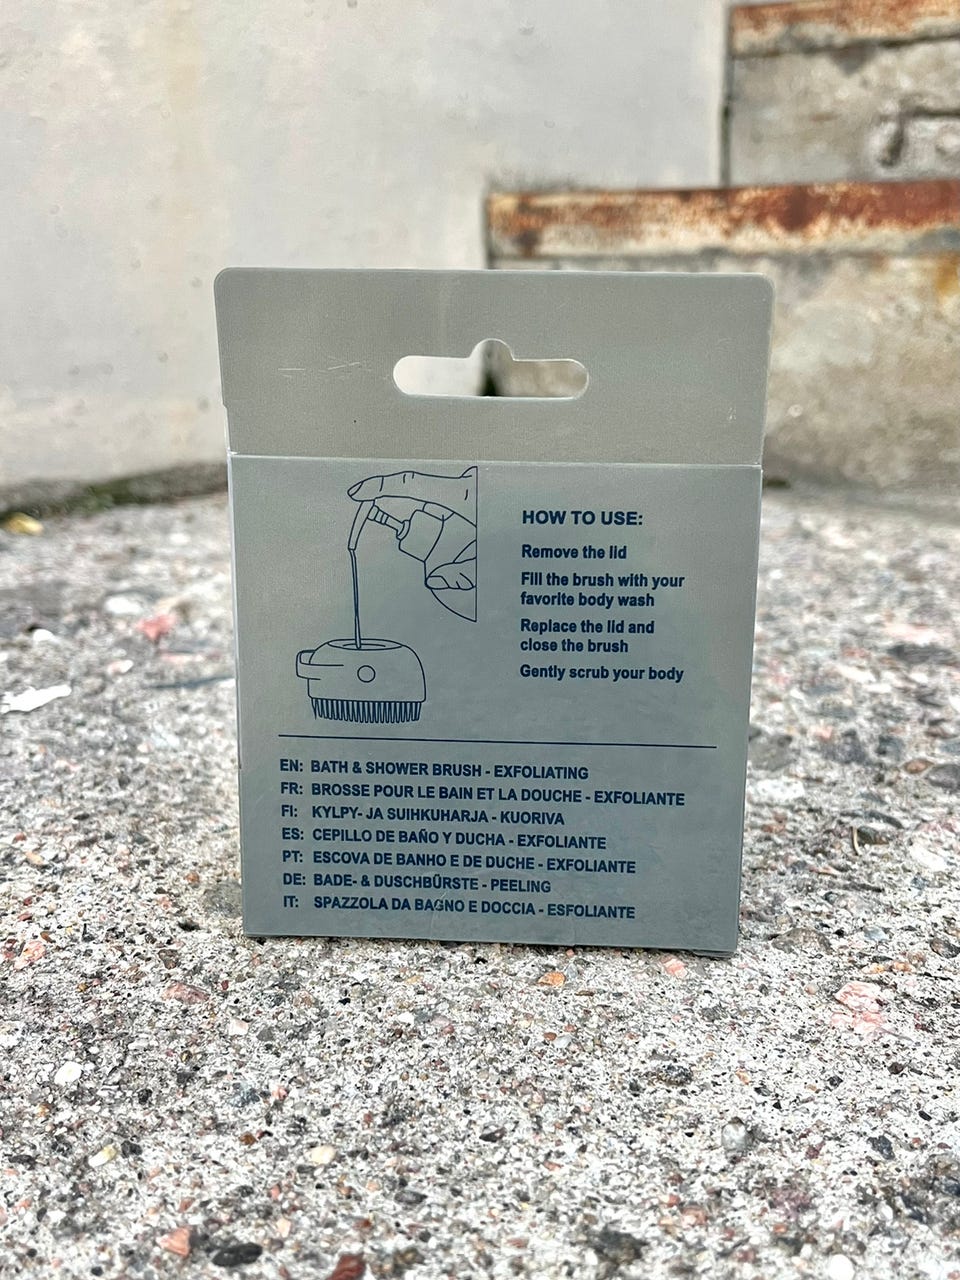 HOW TO USE:
Remove the lid
Fill the brush with your
favorite body wash
Replace the lid and
close the brush
Gently scrub your body
EN: BATH & SHOWER BRUSH - EXFOLIATING
FR: BROSSE POUR LE BAIN ET LA DOUCHE - EXFOLIANTE
FI: KYLPY- JA SUIHKUHARJA - KUORIVA
ES: CEPILLO DE BAÑO Y DUCHA - EXFOLIANTE
PT: ESCOVA DE BANHO E DE DUCHE - EXFOLIANTE
DE: BADE- & DUSCHBÜRSTE - PEELING
IT: SPAZZOLA DA BAGNO E DOCCIA - ESFOLIANTE